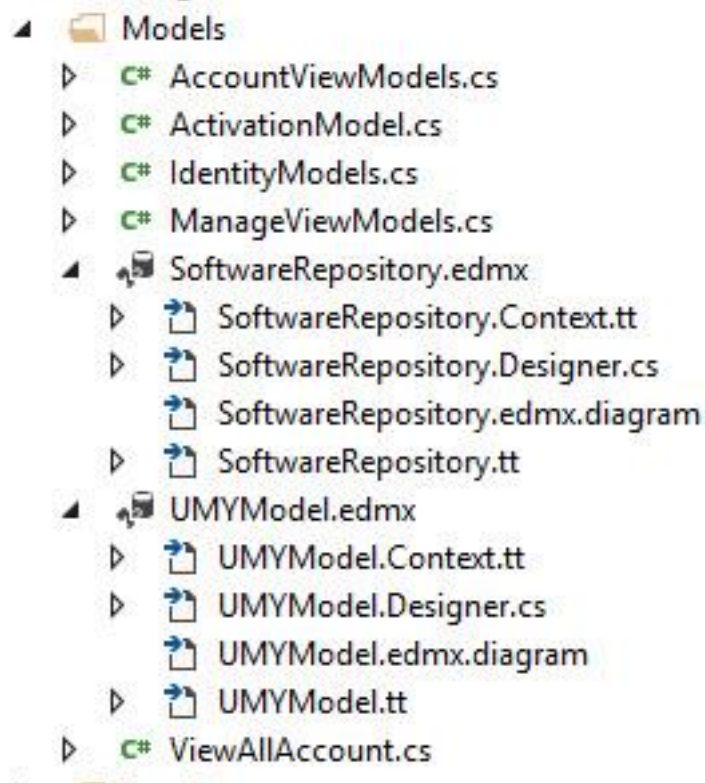 Models
C# AccountViewModels.cs
C# ActivationModel.cs
C# IdentityModels.cs
C# ManageViewModels.cs
SoftwareRepository.edmx
SoftwareRepository.Context.tt
SoftwareRepository.Designer.cs
SoftwareRepository.edmx.diagram
SoftwareRepository.tt
UMYModel.edmx
UMYModel.Context.tt
UMYModel.Designer.cs
UMYModel.edmx.diagram
UMYModel.tt
C# ViewAllAccount.cs